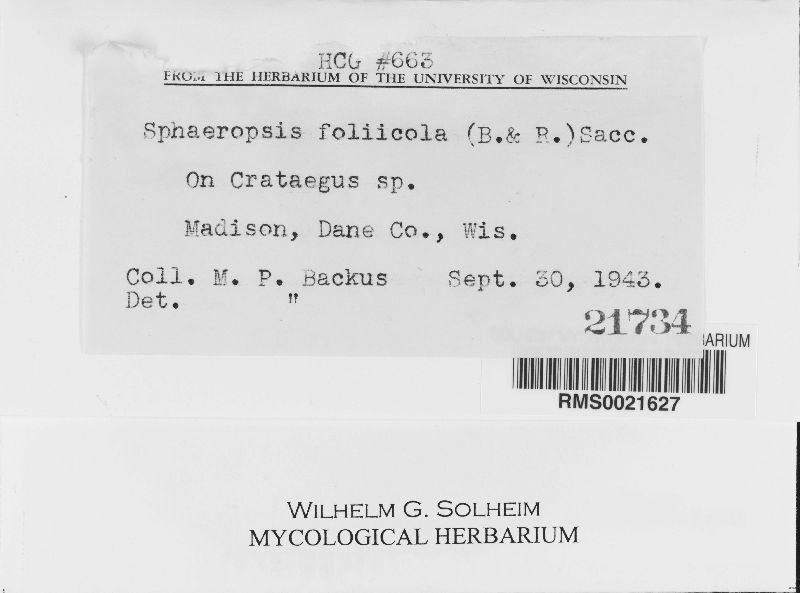 HCG #663
FROM THE HERBARIUM OF THE UNIVERSITY OF WISCONSIN
Sphaeropsis foliicola (B.& R.)Sacc.
On Crataegus sp.
Madison, Dane Co., Wis.
Coll. M. P. Backus Sept. 30, 1943.
Det. "
21734
ARIUM
RMS0021627
WILHELM G. SOLHEIM
MYCOLOGICAL HERBARIUM